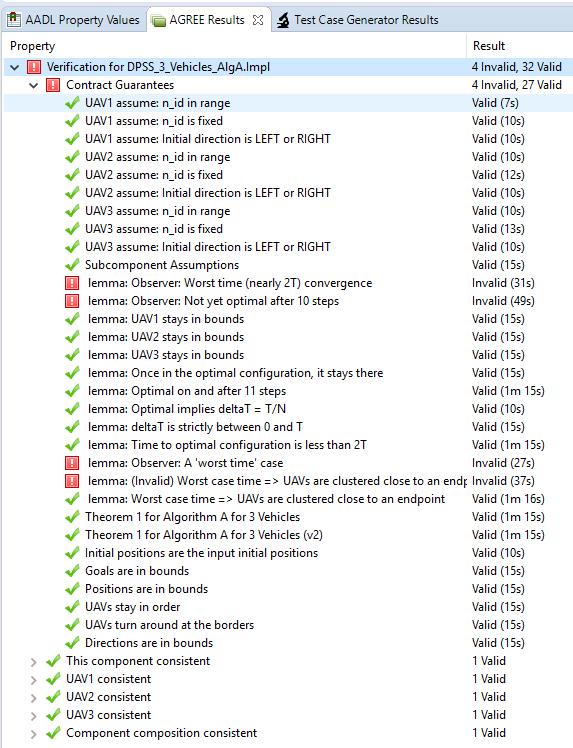 AADL Property Values AGREE Results Test Case Generator Results
Property Result
Verification for DPSS_3_Vehicles_AlgA.Impl 4 Invalid, 32 Valid
Contract Guarantees 4 Invalid, 27 Valid
UAV1 assume: n_id in range Valid (7s)
UAV1 assume: n_id is fixed Valid (10s)
UAV1 assume: Initial direction is LEFT or RIGHT Valid (10s)
UAV2 assume: n_id in range Valid (10s)
UAV2 assume: n_id is fixed Valid (12s)
UAV2 assume: Initial direction is LEFT or RIGHT Valid (10s)
UAV3 assume: n_id in range Valid (10s)
UAV3 assume: n_id is fixed Valid (13s)
UAV3 assume: Initial direction is LEFT or RIGHT Valid (10s)
Subcomponent Assumptions Valid (15s)
lemma: Observer: Worst time (nearly 2T) convergence Invalid (31s)
lemma: Observer: Not yet optimal after 10 steps Invalid (49s)
lemma: UAV1 stays in bounds Valid (15s)
lemma: UAV2 stays in bounds Valid (15s)
lemma: UAV3 stays in bounds Valid (15s)
lemma: Once in the optimal configuration, it stays there Valid (15s)
lemma: Optimal on and after 11 steps Valid (1m 15s)
lemma: Optimal implies deltaT = T/N Valid (10s)
lemma: deltaT is strictly between 0 and T Valid (15s)
lemma: Time to optimal configuration is less than 2T Valid (1m 15s)
lemma: Observer: A 'worst time' case Invalid (27s)
lemma: (Invalid) Worst case time => UAVs are clustered close to an endp Invalid (37s)
lemma: Worst case time => UAVs are clustered close to an endpoint Valid (1m 16s)
Theorem 1 for Algorithm A for 3 Vehicles Valid (1m 15s)
Theorem 1 for Algorithm A for 3 Vehicles (v2) Valid (1m 15s)
Initial positions are the input initial positions Valid (10s)
Goals are in bounds Valid (15s)
Positions are in bounds Valid (15s)
UAVs stay in order Valid (15s)
UAVs turn around at the borders Valid (15s)
Directions are in bounds Valid (15s)
This component consistent 1 Valid
UAV1 consistent 1 Valid
UAV2 consistent 1 Valid
UAV3 consistent 1 Valid
Component composition consistent 1 Valid